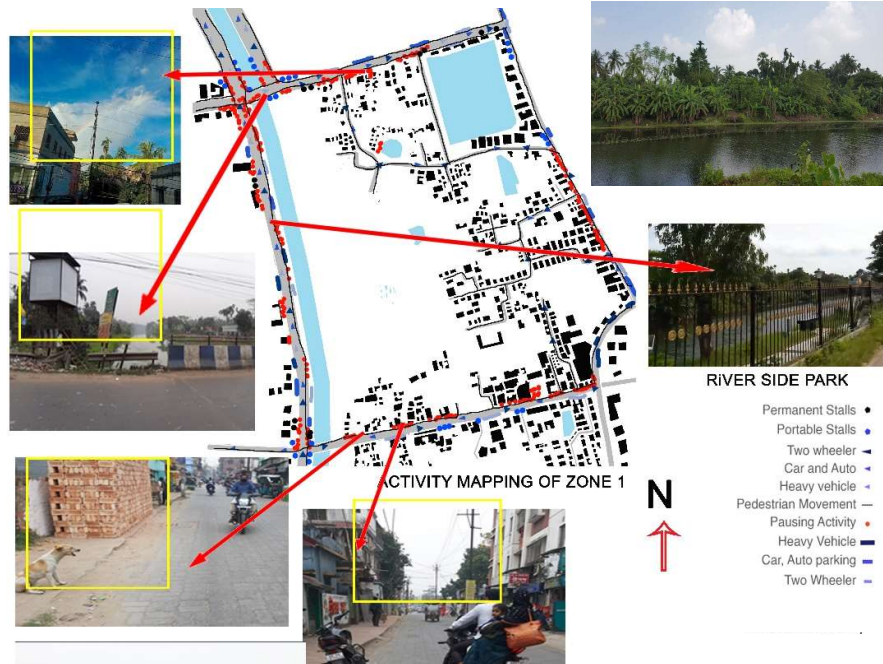 RiVER SIDE PARK
Permanent Stalls
Portable Stalls
Two wheeler
Car and Auto
Heavy vehicle
Pedestrian Movement
Pausing Activity
Heavy Vehicle
Car, Auto parking
Two Wheeler
ACTIVITY MAPPING OF ZONE 1
N